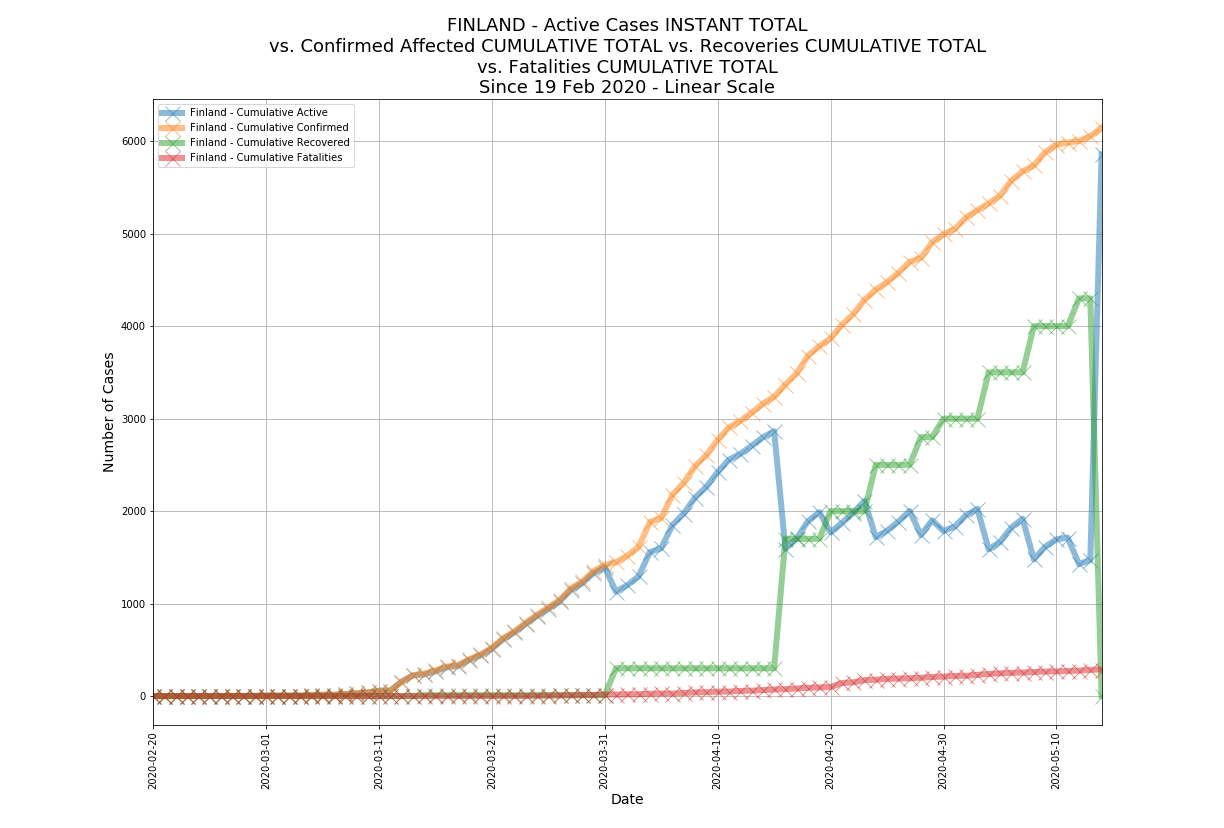 FINLAND - Active Cases INSTANT TOTAL
vs. Confirmed Affected CUMULATIVE TOTAL vs. Recoveries CUMULATIVE TOTAL
vs. Fatalities CUMULATIVE TOTAL
Since 19 Feb 2020 - Linear Scale
Finland - Cumulative Active
Finland - Cumulative Confirmed
Finland - Cumulative Recovered
Finland - Cumulative Fatalities
Number of Cases
6000
5000
4000
3000
2000
1000
0
2020-02-20
2020-03-01
2020-03-11
2020-03-21
2020-03-31
2020-04-10
2020-04-20
2020-04-30
2020-05-10
Date